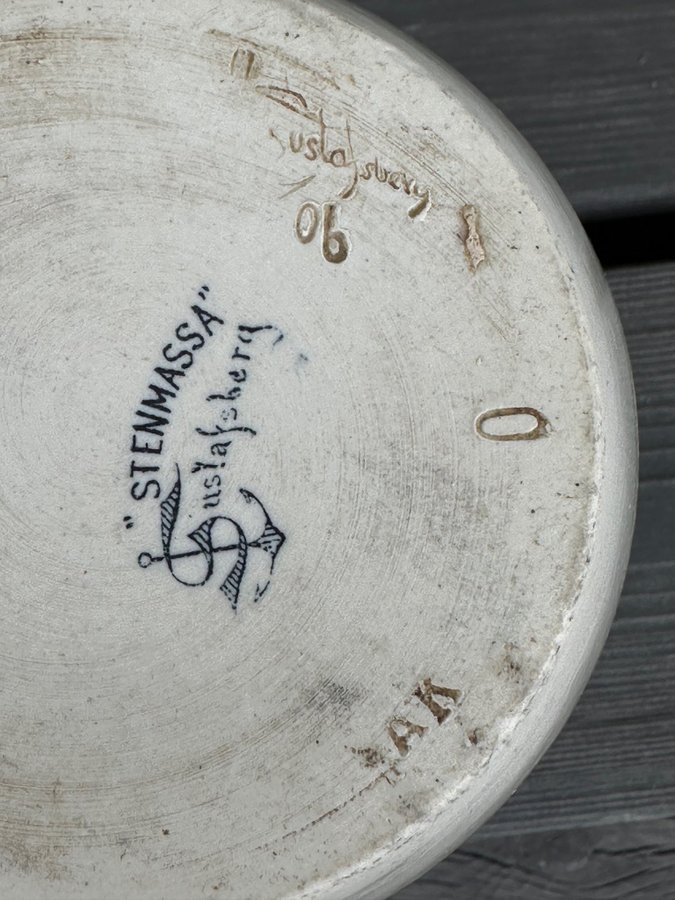 "STENMASSA"
Gustafsberg
Gustafsberg
06
0
AK